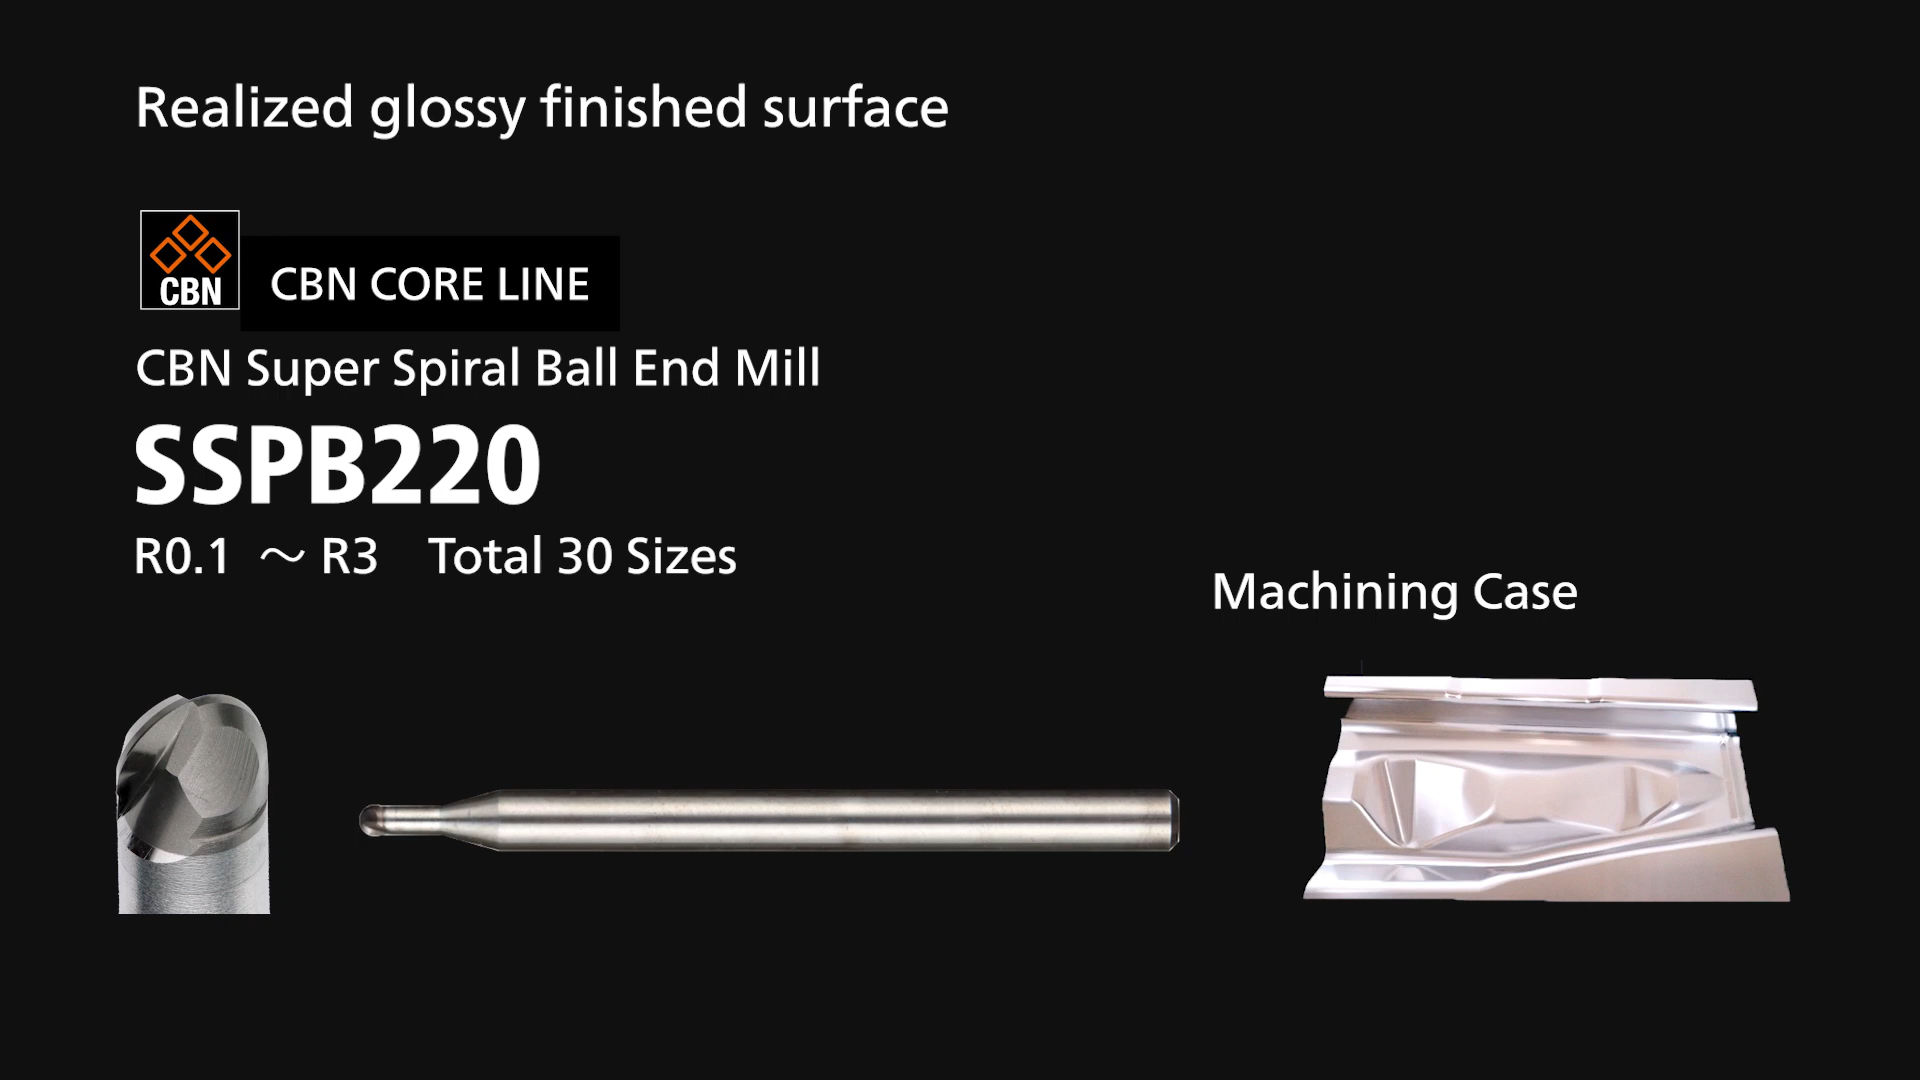 Realized glossy finished surface
CBN
CBN CORE LINE
CBN Super Spiral Ball End Mill
SSPB220
R0.1 ～ R3 Total 30 Sizes
Machining Case